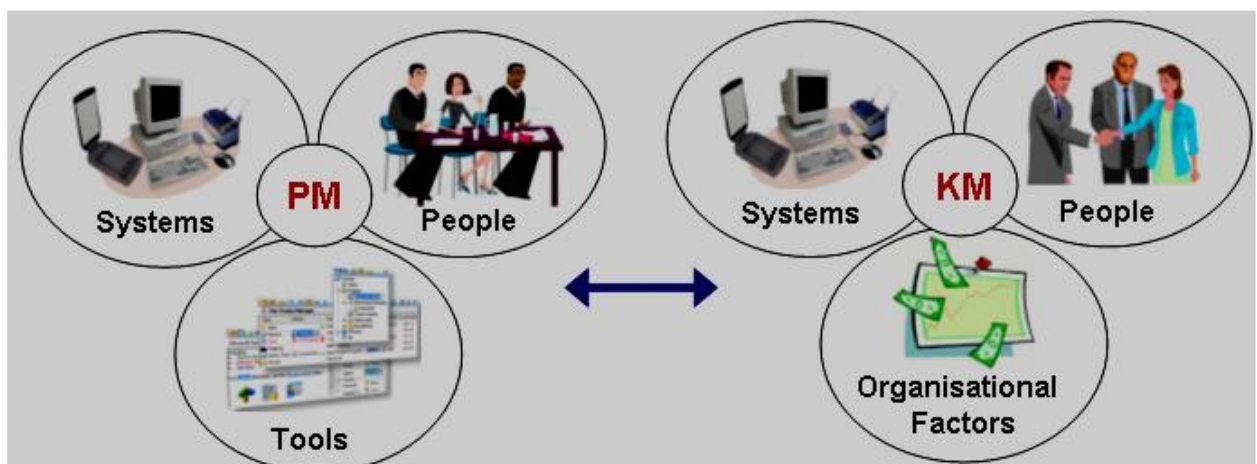 PM
Systems
People
Tools
KM
Systems
People
Organisational
Factors